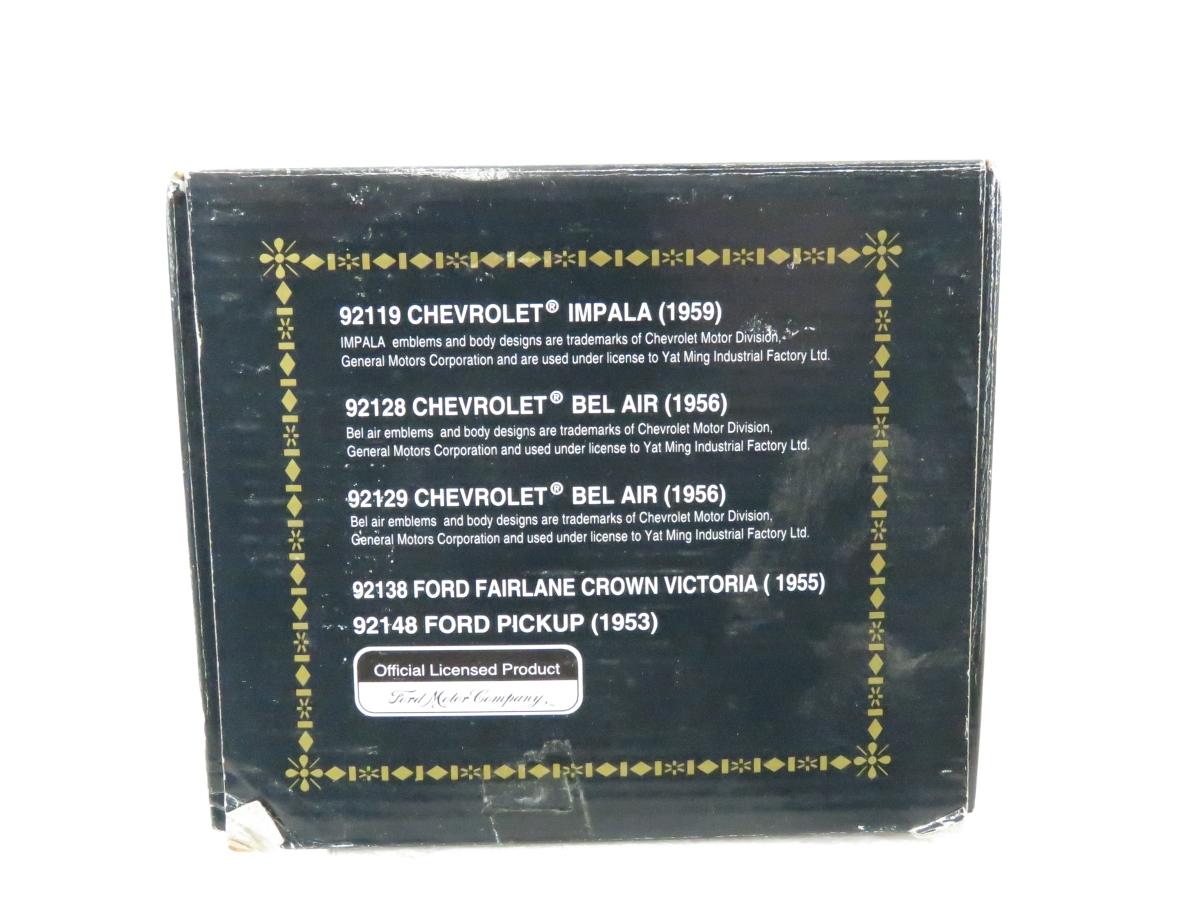 92119 CHEVROLET® IMPALA (1959)
IMPALA emblems and body designs are trademarks of Chevrolet Motor Division,
General Motors Corporation and are used under license to Yat Ming Industrial Factory Ltd.
92128 CHEVROLET® BEL AIR (1956)
Bel air emblems and body designs are trademarks of Chevrolet Motor Division,
General Motors Corporation and used under license to Yat Ming Industrial Factory Ltd.
92129 CHEVROLET® BEL AIR (1956)
Bel air emblems and body designs are trademarks of Chevrolet Motor Division,
General Motors Corporation and used under license to Yat Ming Industrial Factory Ltd.
92138 FORD FAIRLANE CROWN VICTORIA ( 1955)
92148 FORD PICKUP (1953)
Official Licensed Product
Ford Motor Company